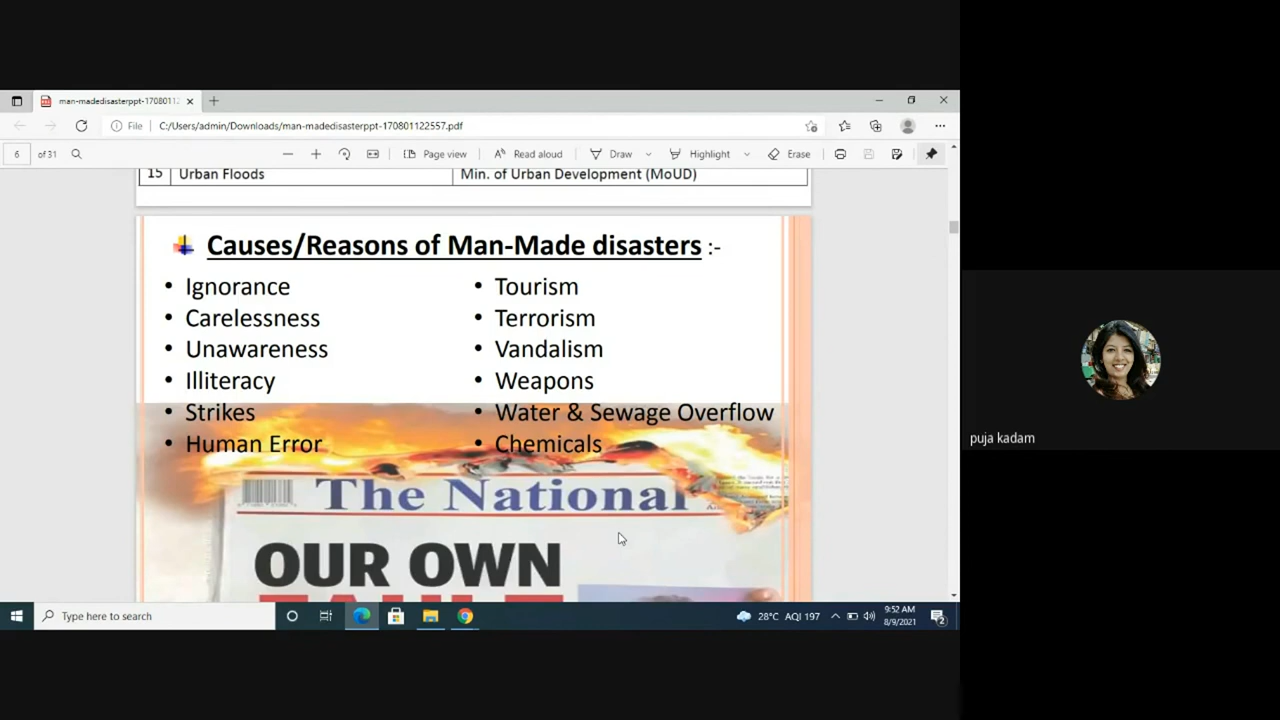 man-madedisasterppt-1708011
File C:/Users/admin/Downloads/man-madedisasterppt-170801122557.pdf
6 of 31 Page view Read aloud Draw Highlight Erase
15 Urban Floods Min. of Urban Development (MoUD)
Causes/Reasons of Man-Made disasters :-
• Ignorance
• Carelessness
• Unawareness
• Illiteracy
• Strikes
• Human Error
• Tourism
• Terrorism
• Vandalism
• Weapons
• Water & Sewage Overflow
• Chemicals
The National
OUR OWN
puja kadam
Type here to search
28°C AQI 197
9:52 AM
8/9/2021
2